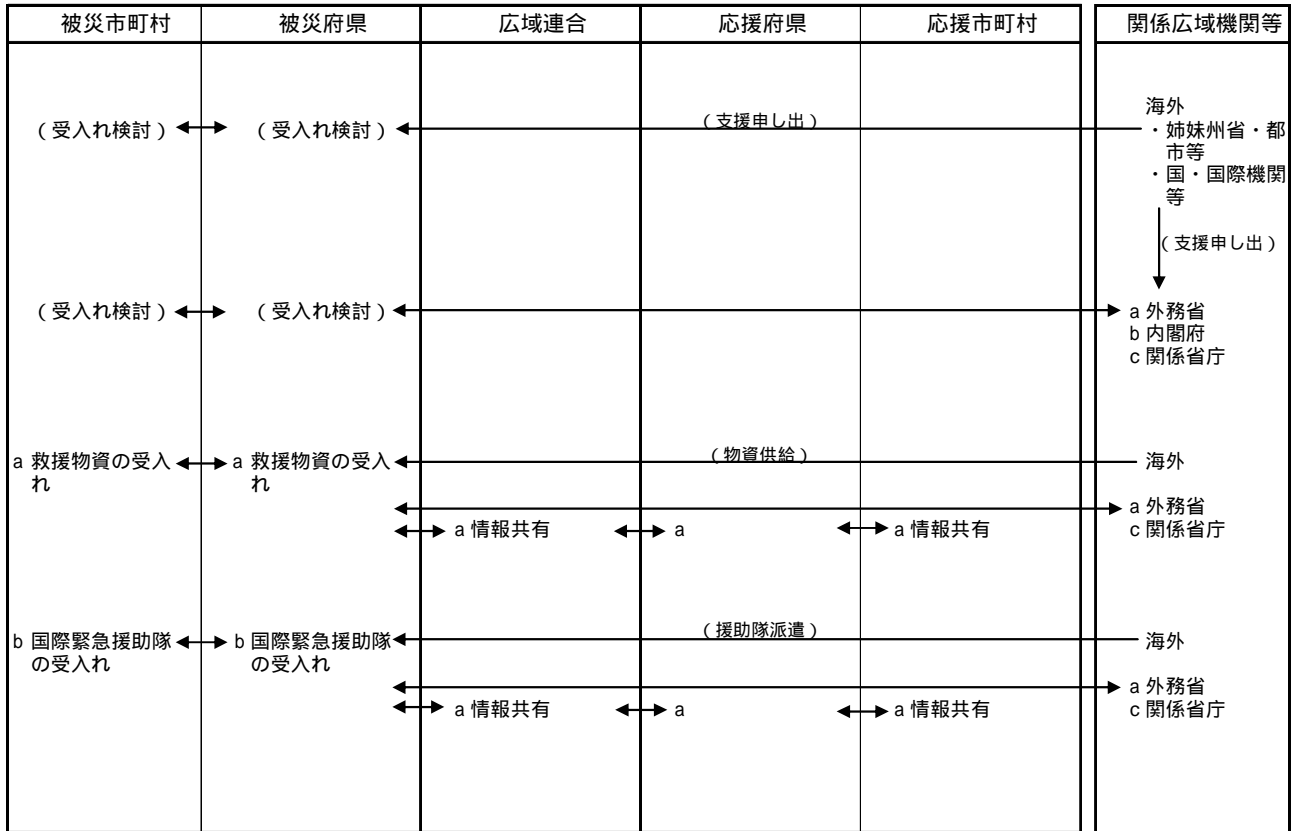 被災市町村 被災府県 広域連合 応援府県 応援市町村 関係広域機関等
海外
・姉妹州省・都
市等
・国・国際機関
等
(受入れ検討) (受入れ検討) (支援申し出)
(支援申し出)
(受入れ検討) (受入れ検討) a 外務省
b 内閣府
c 関係省庁
a 救援物資の受入
れ
a 救援物資の受入
れ
(物資供給)
海外
a 外務省
c 関係省庁
a 情報共有 a a 情報共有
b 国際緊急援助隊
の受入れ
b 国際緊急援助隊
の受入れ
(援助隊派遣)
海外
a 外務省
c 関係省庁
a 情報共有 a a 情報共有